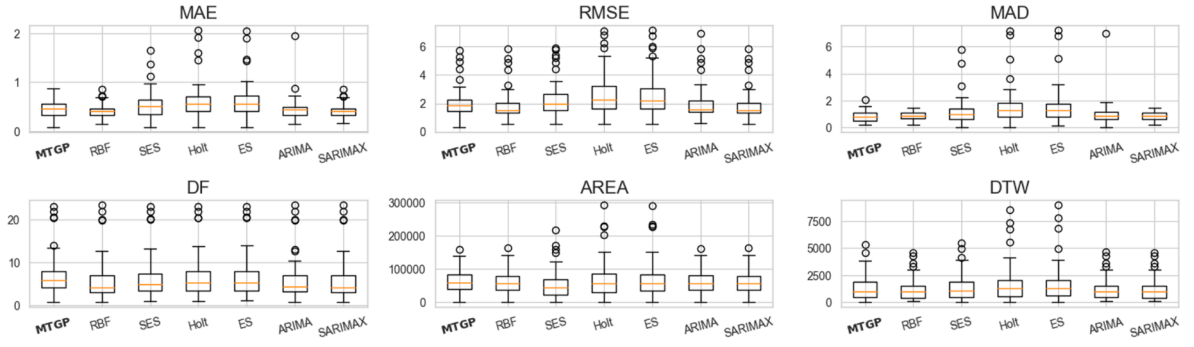 MAE
RMSE
MAD
2
1
0
6
4
2
0
6
4
2
0
MTGP RBF SES Holt ES ARIMA SARIMAX
MTGP RBF SES Holt ES ARIMA SARIMAX
MTGP RBF SES Holt ES ARIMA SARIMAX
DF
AREA
DTW
20
10
0
300000
200000
100000
0
7500
5000
2500
0
MTGP RBF SES Holt ES ARIMA SARIMAX
MTGP RBF SES Holt ES ARIMA SARIMAX
MTGP RBF SES Holt ES ARIMA SARIMAX